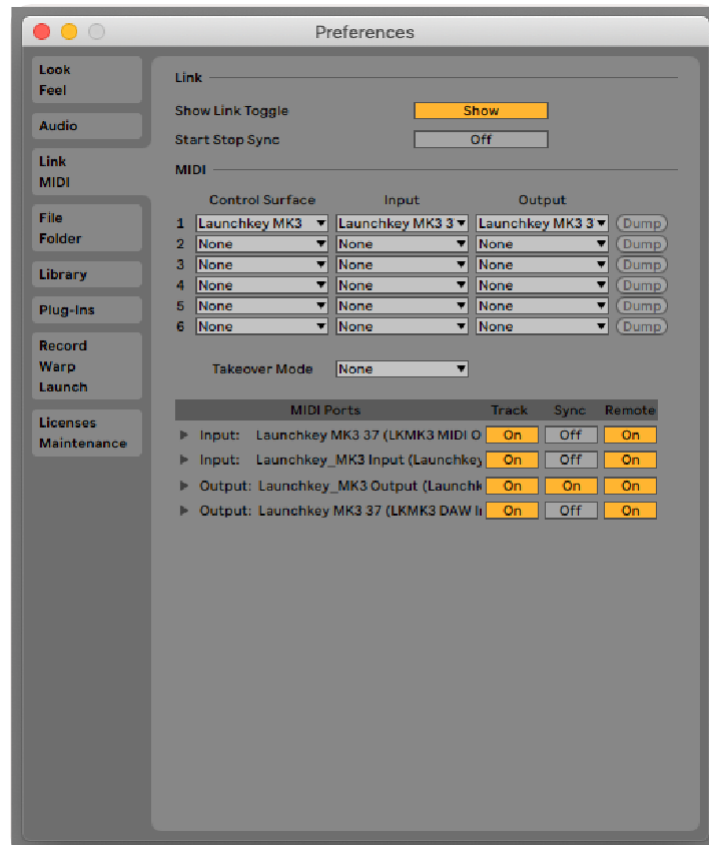 Preferences
Look
Feel
Audio
Link
MIDI
File
Folder
Library
Plug-Ins
Record
Warp
Launch
Licenses
Maintenance
Link
Show Link Toggle Show
Start Stop Sync Off
MIDI
Control Surface Input Output
1 Launchkey MK3 Launchkey MK3 3 Launchkey MK3 3 Dump
2 None None None Dump
3 None None None Dump
4 None None None Dump
5 None None None Dump
6 None None None Dump
Takeover Mode None
MIDI Ports Track Sync Remote
Input: Launchkey MK3 37 (LKMK3 MIDI O On Off On
Input: Launchkey_MK3 Input (Launchkey On Off On
Output: Launchkey_MK3 Output (Launchk On On On
Output: Launchkey MK3 37 (LKMK3 DAW I On Off On